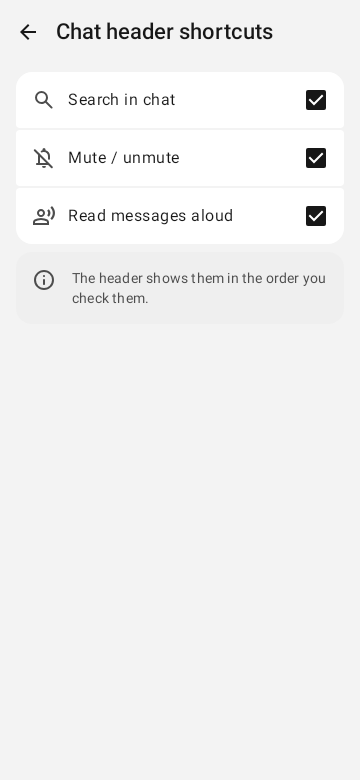 Chat header shortcuts
Search in chat
Mute / unmute
Read messages aloud
The header shows them in the order you
check them.